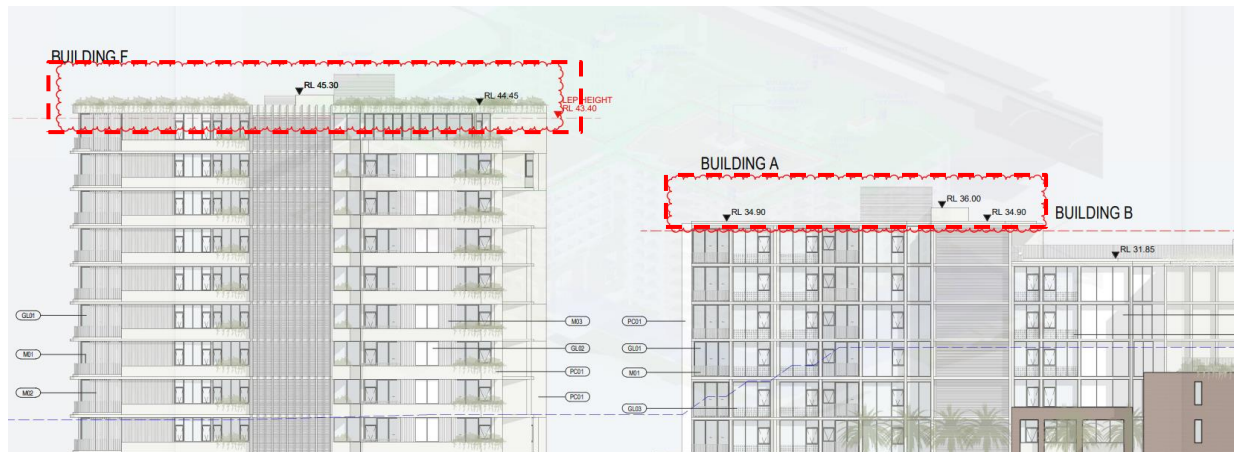 BUILDING F
RL 45.30
RL 44.45
LEP HEIGHT
RL 43.40
BUILDING A
RL 36.00
RL 34.90
RL 34.90
BUILDING B
RL 31.85
GL01
M01
M02
M03
GL02
PC01
PC01
PC01
GL01
M01
GL03